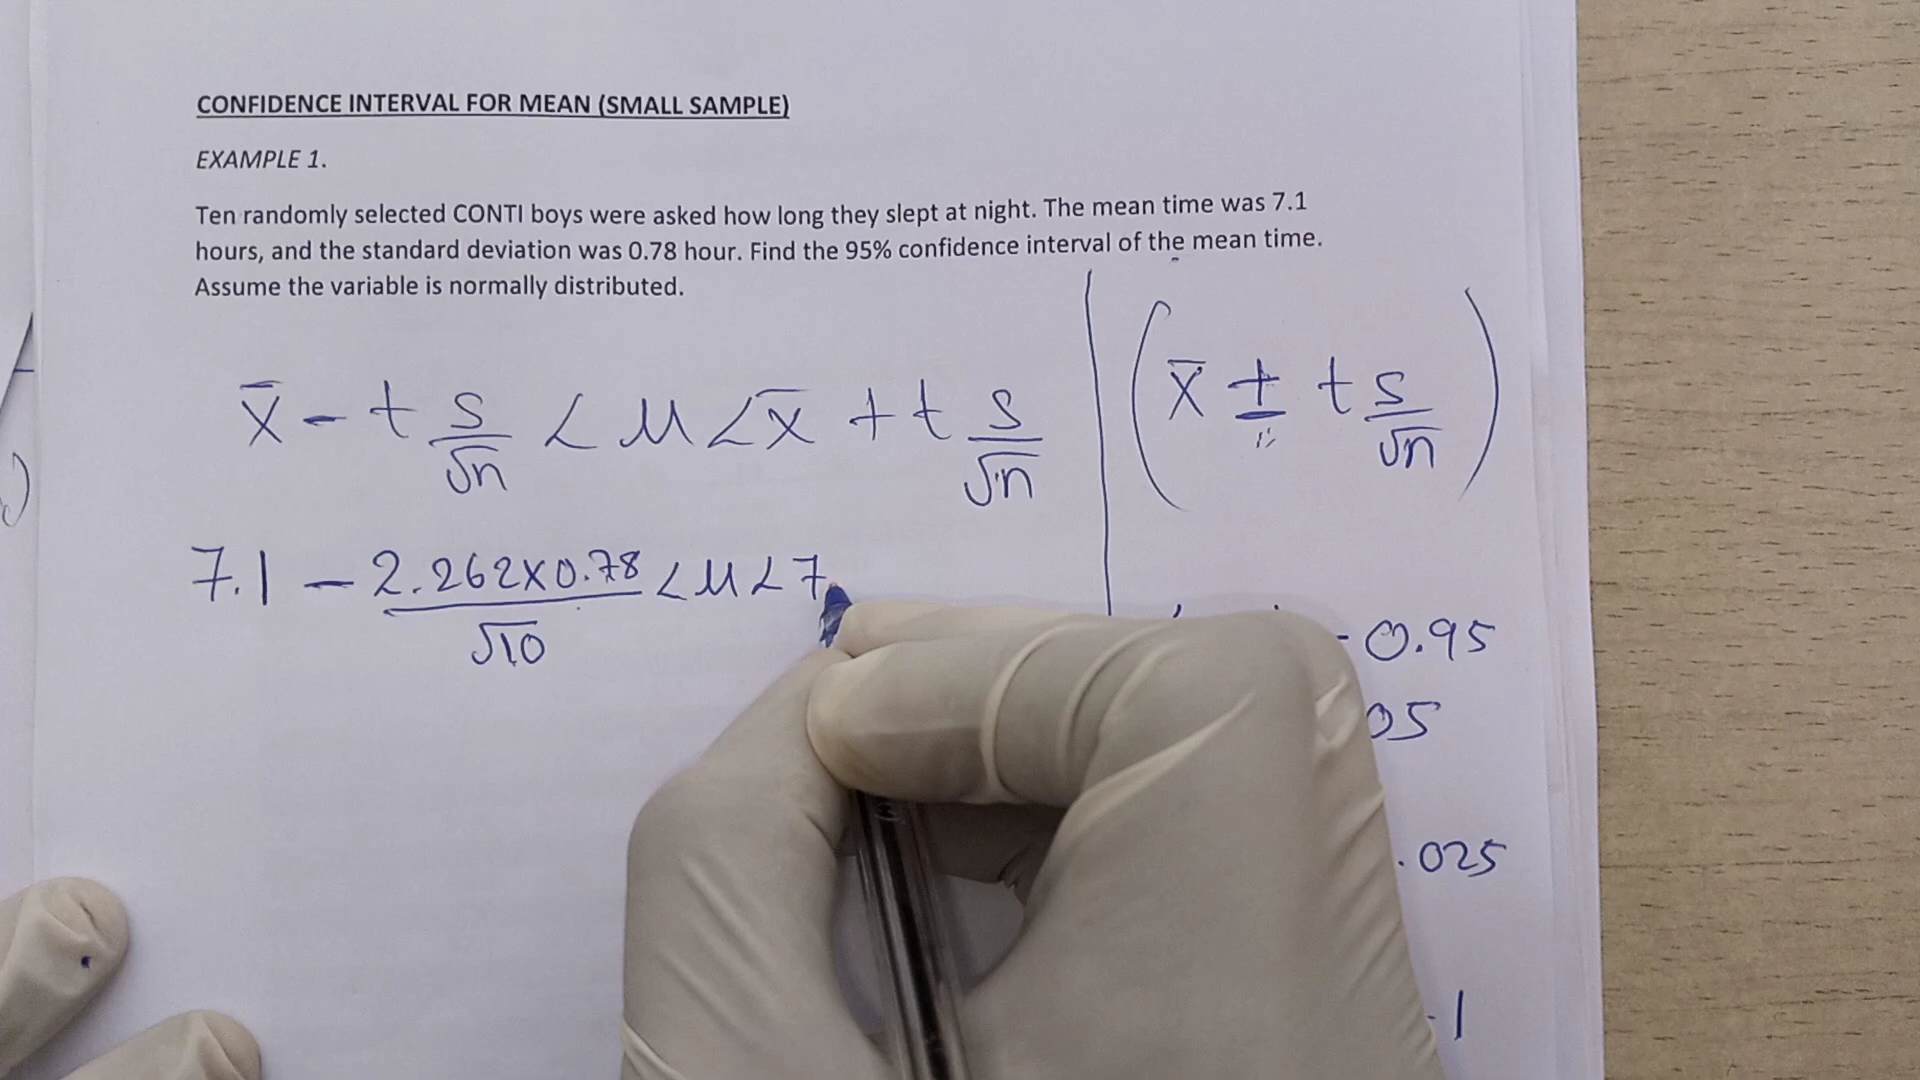 CONFIDENCE INTERVAL FOR MEAN (SMALL SAMPLE)
EXAMPLE 1.
Ten randomly selected CONTI boys were asked how long they slept at night. The mean time was 7.1
hours, and the standard deviation was 0.78 hour. Find the 95% confidence interval of the mean time.
Assume the variable is normally distributed.
x̄ - t s/√n < μ < x̄ + t s/√n
(x̄ ± t s/√n)
7.1 - 2.262×0.78/√10 < μ < 7.
- 0.95
05
.025
-1